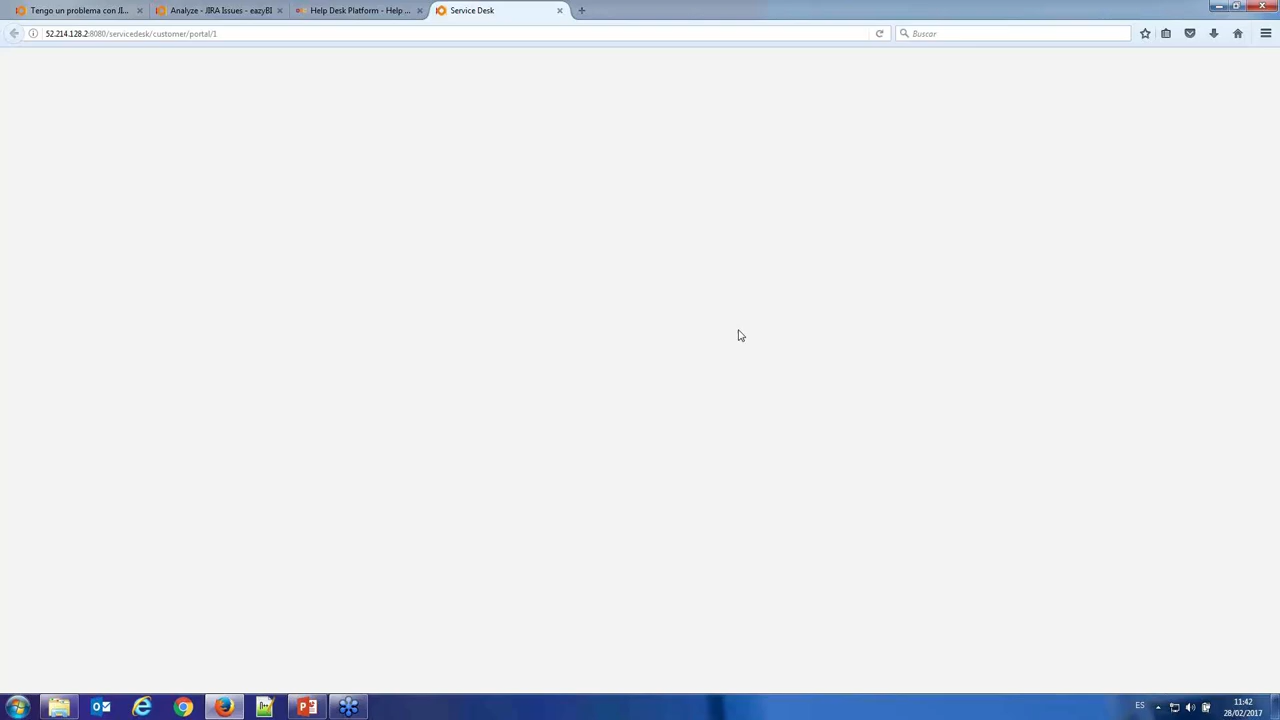 Tengo un problema con JI...
Analyze - JIRA Issues - eazyBI
Help Desk Platform - Help ...
Service Desk
52.214.128.2:8080/servicedesk/customer/portal/1
Buscar
ES
11:42
28/02/2017